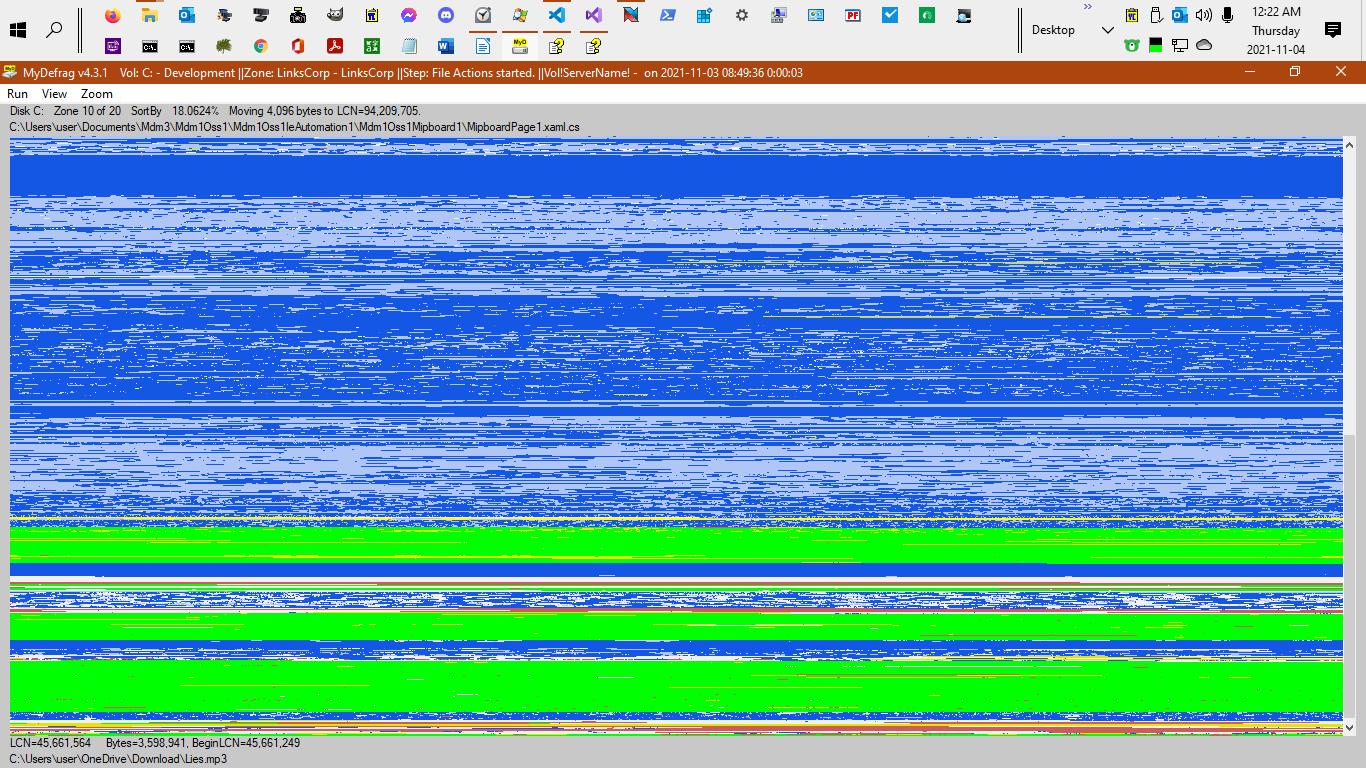 12:22 AM
Desktop
Thursday
2021-11-04
MyDefrag v4.3.1 Vol: C: - Development ||Zone: LinksCorp - LinksCorp ||Step: File Actions started. ||Vol!ServerName! - on 2021-11-03 08:49:36 0:00:03
Run View Zoom
Disk C: Zone 10 of 20 SortBy 18.0624% Moving 4,096 bytes to LCN=94,209,705.
C:\Users\user\Documents\Mdm3\Mdm1Oss1\Mdm1Oss1IeAutomation1\Mdm1Oss1Mipboard1\MipboardPage1.xaml.cs
LCN=45,661,564 Bytes=3,598,941, BeginLCN=45,661,249
C:\Users\user\OneDrive\Download\Lies.mp3